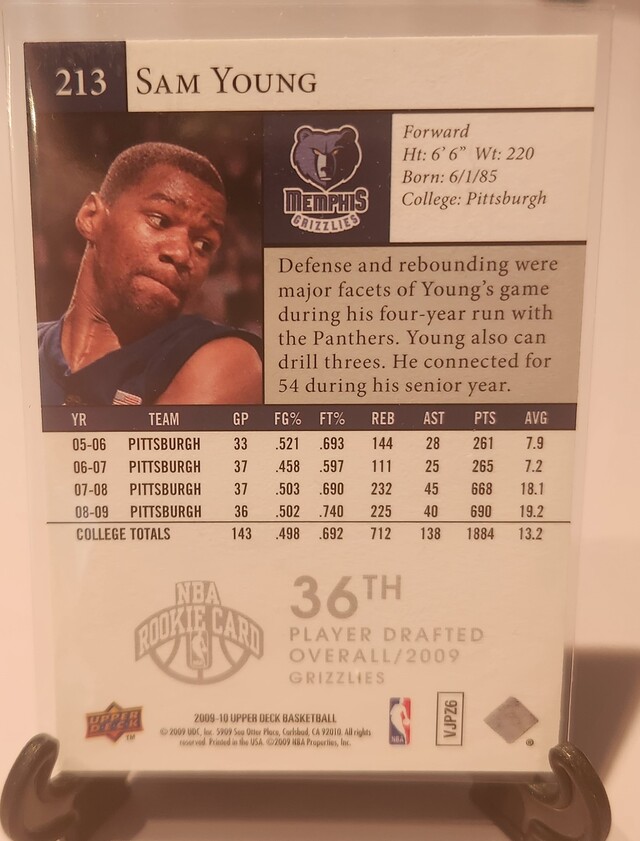 213 SAM YOUNG
MEMPHIS
GRIZZLIES
Forward
Ht: 6' 6" Wt: 220
Born: 6/1/85
College: Pittsburgh
Defense and rebounding were
major facets of Young's game
during his four-year run with
the Panthers. Young also can
drill threes. He connected for
54 during his senior year.
YR TEAM GP FG% FT% REB AST PTS AVG
05-06 PITTSBURGH 33 .521 .693 144 28 261 7.9
06-07 PITTSBURGH 37 .458 .597 111 25 265 7.2
07-08 PITTSBURGH 37 .503 .690 232 45 668 18.1
08-09 PITTSBURGH 36 .502 .740 225 40 690 19.2
COLLEGE TOTALS 143 .498 .692 712 138 1884 13.2
NBA
ROOKIE CARD
36TH
PLAYER DRAFTED
OVERALL/2009
GRIZZLIES
UPPER
DECK
TM
2009-10 UPPER DECK BASKETBALL
© 2009 UDC, Inc. 5909 Sea Otter Place, Carlsbad, CA 92010. All rights
reserved. Printed in the USA. ©2009 NBA Properties, Inc.
NBA
VJPZ6
®